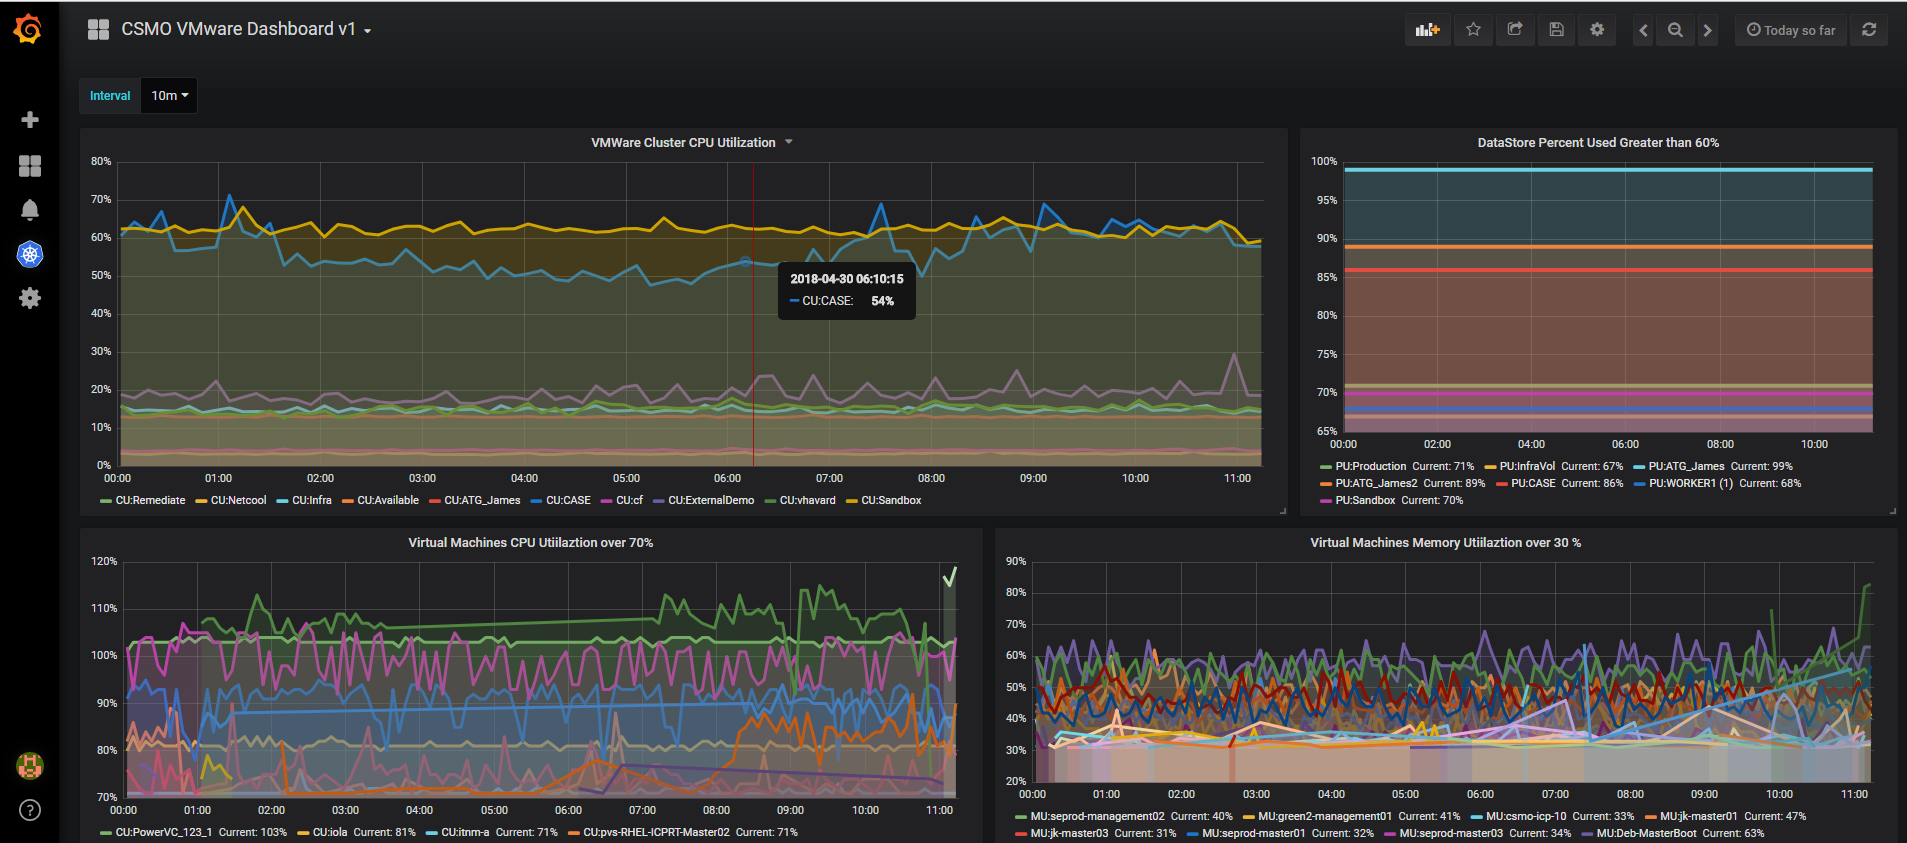 CSMO VMware Dashboard v1
Today so far
Interval 10m
VMWare Cluster CPU Utilization
80%
70%
60%
50%
40%
30%
20%
10%
0%
00:00 01:00 02:00 03:00 04:00 05:00 06:00 07:00 08:00 09:00 10:00 11:00
2018-04-30 06:10:15
CU:CASE: 54%
CU:Remediate CU:Netcool CU:Infra CU:Available CU:ATG_James CU:CASE CU:cf CU:ExternalDemo CU:vhavard CU:Sandbox
DataStore Percent Used Greater than 60%
100%
95%
90%
85%
80%
75%
70%
65%
00:00 02:00 04:00 06:00 08:00 10:00
PU:Production Current: 71% PU:InfraVol Current: 67% PU:ATG_James Current: 99%
PU:ATG_James2 Current: 89% PU:CASE Current: 86% PU:WORKER1 (1) Current: 68%
PU:Sandbox Current: 70%
Virtual Machines CPU Utiilaztion over 70%
120%
110%
100%
90%
80%
70%
00:00 01:00 02:00 03:00 04:00 05:00 06:00 07:00 08:00 09:00 10:00 11:00
CU:PowerVC_123_1 Current: 103% CU:iola Current: 81% CU:itnm-a Current: 71% CU:pvs-RHEL-ICPRT-Master02 Current: 71%
Virtual Machines Memory Utiilaztion over 30 %
90%
80%
70%
60%
50%
40%
30%
20%
00:00 01:00 02:00 03:00 04:00 05:00 06:00 07:00 08:00 09:00 10:00 11:00
MU:seprod-management02 Current: 40% MU:green2-management01 Current: 41% MU:csmo-icp-10 Current: 33% MU:jk-master01 Current: 47%
MU:jk-master03 Current: 31% MU:seprod-master01 Current: 32% MU:seprod-master03 Current: 34% MU:Deb-MasterBoot Current: 63%